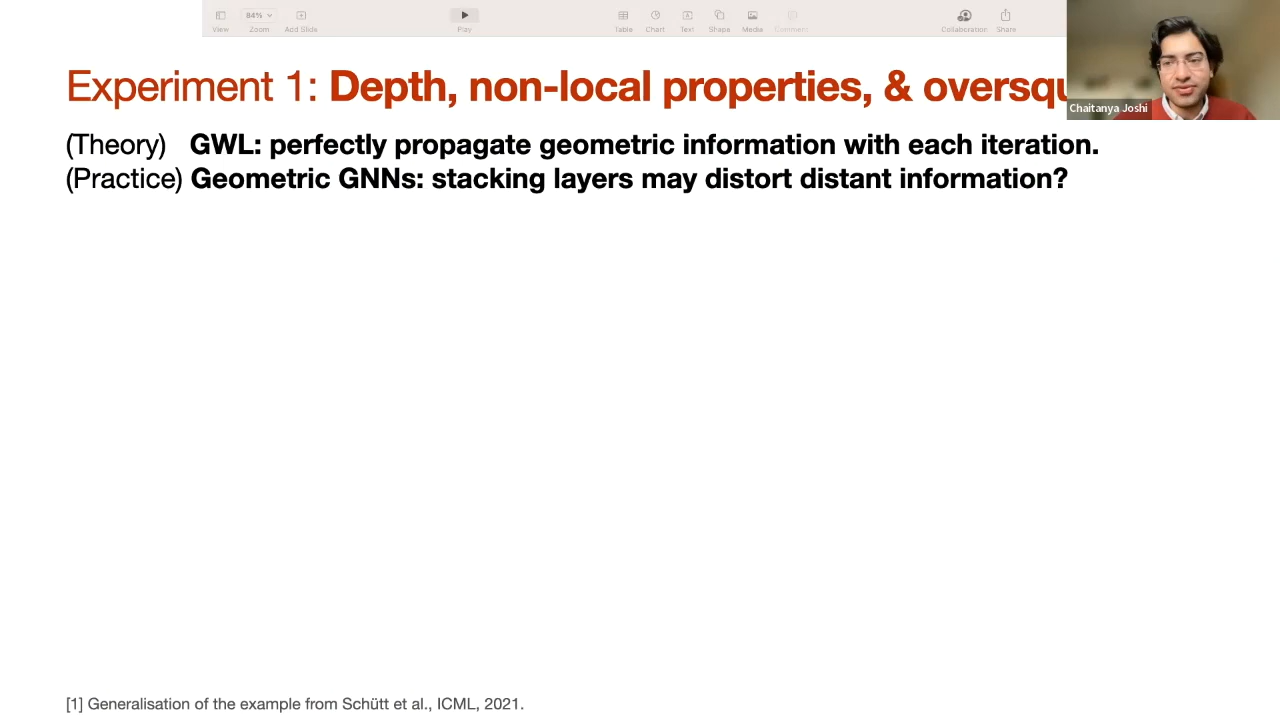 84%
View Zoom Add Slide Play Table Chart Text Shape Media Comment Collaboration Share
Chaitanya Joshi
Experiment 1: Depth, non-local properties, & oversqu
(Theory) GWL: perfectly propagate geometric information with each iteration.
(Practice) Geometric GNNs: stacking layers may distort distant information?
[1] Generalisation of the example from Schütt et al., ICML, 2021.